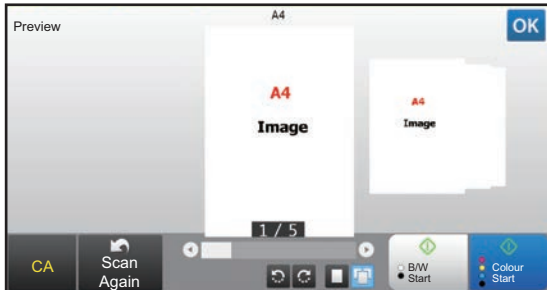 A4
Preview
OK
A4
Image
A4
Image
1 / 5
CA
Scan
Again
B/W
Start
Colour
Start